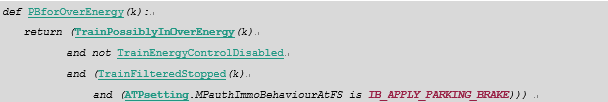 def PBforOverEnergy(k):
return (TrainPossiblyInOverEnergy(k)
and not TrainEnergyControlDisabled
and (TrainFilteredStopped(k)
and (ATPsetting.MPauthImmoBehaviourAtFS is IB_APPLY_PARKING_BRAKE)))